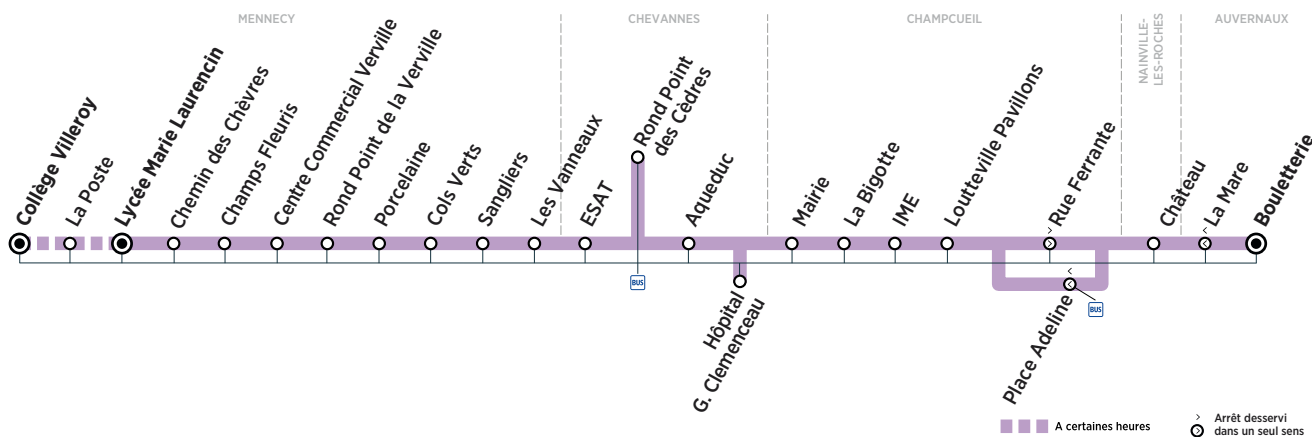 MENNECY
CHEVANNES
CHAMPCUEIL
NAINVILLE-
LES-ROCHES
AUVERNAUX
Collège Villeroy
La Poste
Lycée Marie Laurencin
Chemin des Chèvres
Champs Fleuris
Centre Commercial Verville
Rond Point de la Verville
Porcelaine
Cols Verts
Sangliers
Les Vanneaux
ESAT
Rond Point
des Cèdres
Aqueduc
Hôpital
G. Clemenceau
Mairie
La Bigotte
IME
Loutteville Pavillons
Rue Ferrante
Place Adeline
Château
La Mare
Bouletterie
BUS
BUS
A certaines heures
Arrêt desservi
dans un seul sens